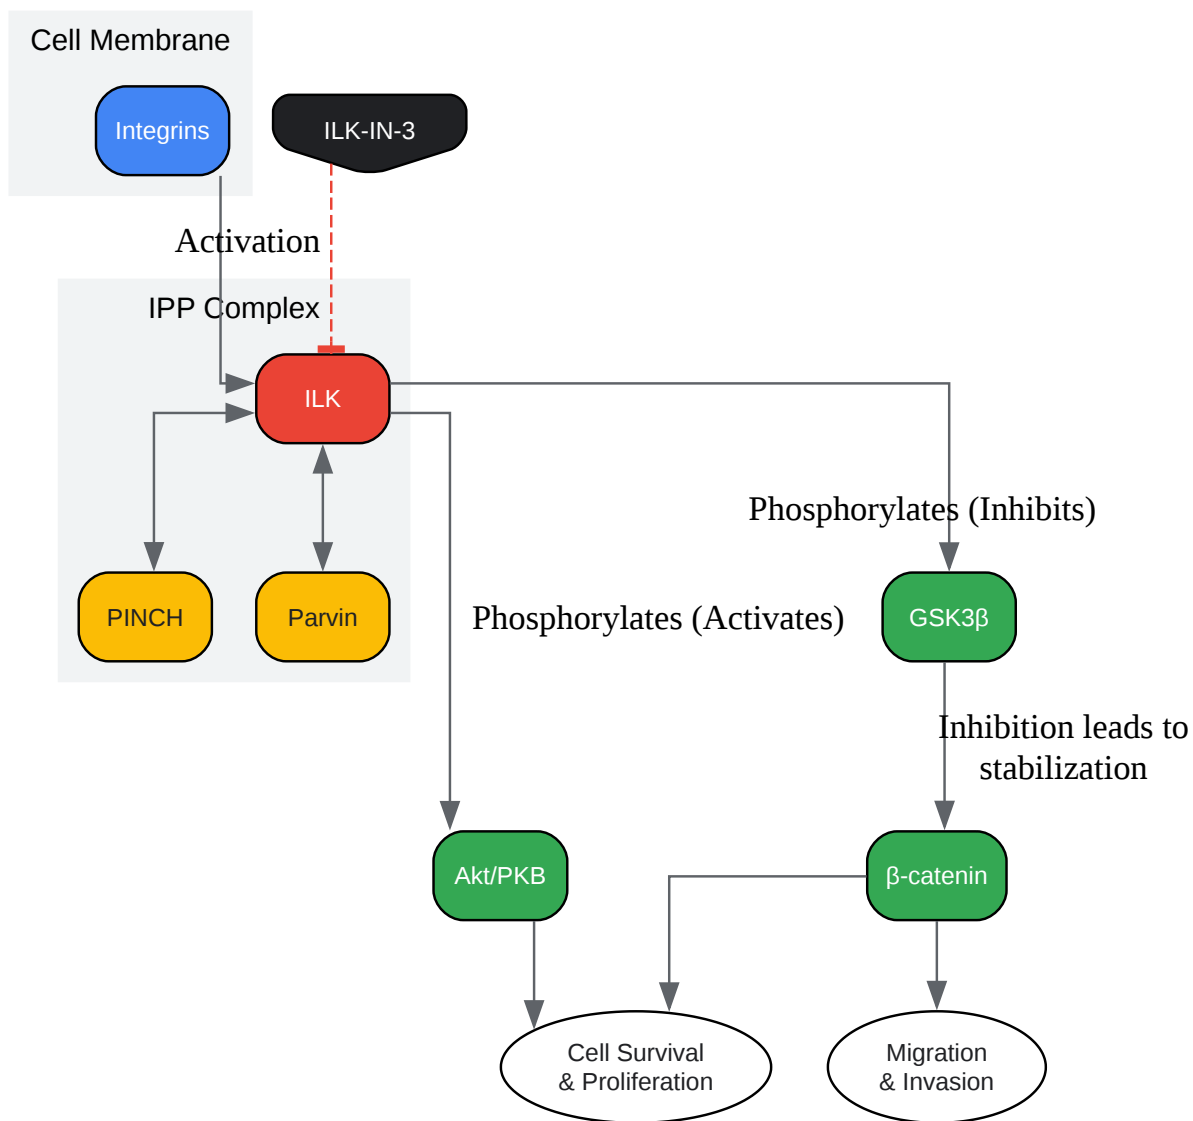 Cell Membrane
Integrins
ILK-IN-3
Activation
IPP Complex
ILK
Phosphorylates (Inhibits)
PINCH
Parvin
Phosphorylates (Activates)
GSK3β
Inhibition leads to
stabilization
Akt/PKB
β-catenin
Cell Survival
& Proliferation
Migration
& Invasion